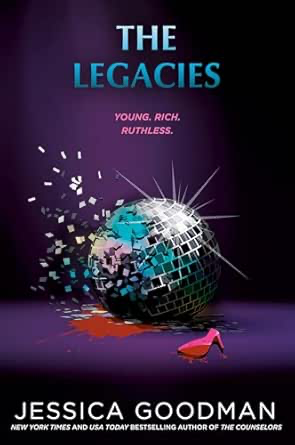 THE
LEGACIES
YOUNG. RICH.
RUTHLESS.
JESSICA GOODMAN
NEW YORK TIMES AND USA TODAY BESTSELLING AUTHOR OF THE COUNSELORS